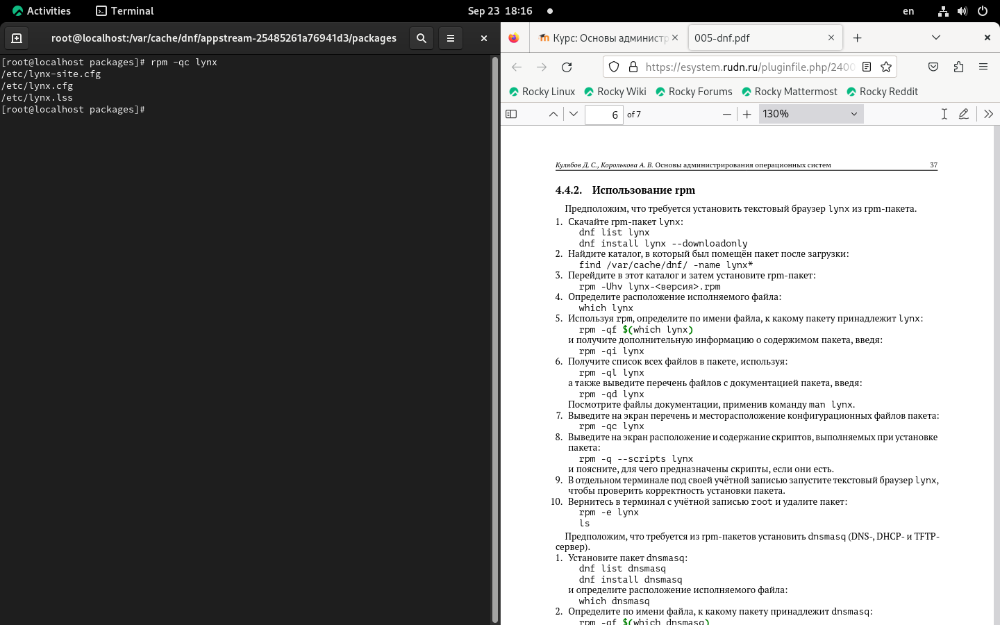 Activities
Terminal
Sep 23 18:16
en
root@localhost:/var/cache/dnf/appstream-25485261a76941d3/packages
[root@localhost packages]# rpm -qc lynx
/etc/lynx-site.cfg
/etc/lynx.cfg
/etc/lynx.lss
[root@localhost packages]#
Курс: Основы администр
005-dnf.pdf
https://esystem.rudn.ru/pluginfile.php/2400
Rocky Linux
Rocky Wiki
Rocky Forums
Rocky Mattermost
Rocky Reddit
6 of 7
130%
Кулябов Д. С., Королькова А. В. Основы администрирования операционных систем 37
4.4.2. Использование rpm
Предположим, что требуется установить текстовый браузер lynx из rpm-пакета.
1. Скачайте rpm-пакет lynx:
dnf list lynx
dnf install lynx --downloadonly
2. Найдите каталог, в который был помещён пакет после загрузки:
find /var/cache/dnf/ -name lynx*
3. Перейдите в этот каталог и затем установите rpm-пакет:
rpm -Uhv lynx-<версия>.rpm
4. Определите расположение исполняемого файла:
which lynx
5. Используя rpm, определите по имени файла, к какому пакету принадлежит lynx:
rpm -qf $(which lynx)
и получите дополнительную информацию о содержимом пакета, введя:
rpm -qi lynx
6. Получите список всех файлов в пакете, используя:
rpm -ql lynx
а также выведите перечень файлов с документацией пакета, введя:
rpm -qd lynx
Посмотрите файлы документации, применив команду man lynx.
7. Выведите на экран перечень и месторасположение конфигурационных файлов пакета:
rpm -qc lynx
8. Выведите на экран расположение и содержание скриптов, выполняемых при установке
пакета:
rpm -q --scripts lynx
и поясните, для чего предназначены скрипты, если они есть.
9. В отдельном терминале под своей учётной записью запустите текстовый браузер lynx,
чтобы проверить корректность установки пакета.
10. Вернитесь в терминал с учётной записью root и удалите пакет:
rpm -e lynx
ls
Предположим, что требуется из rpm-пакетов установить dnsmasq (DNS-, DHCP- и TFTP-
сервер).
1. Установите пакет dnsmasq:
dnf list dnsmasq
dnf install dnsmasq
и определите расположение исполняемого файла:
which dnsmasq
2. Определите по имени файла, к какому пакету принадлежит dnsmasq:
rpm -qf $(which dnsmasq)